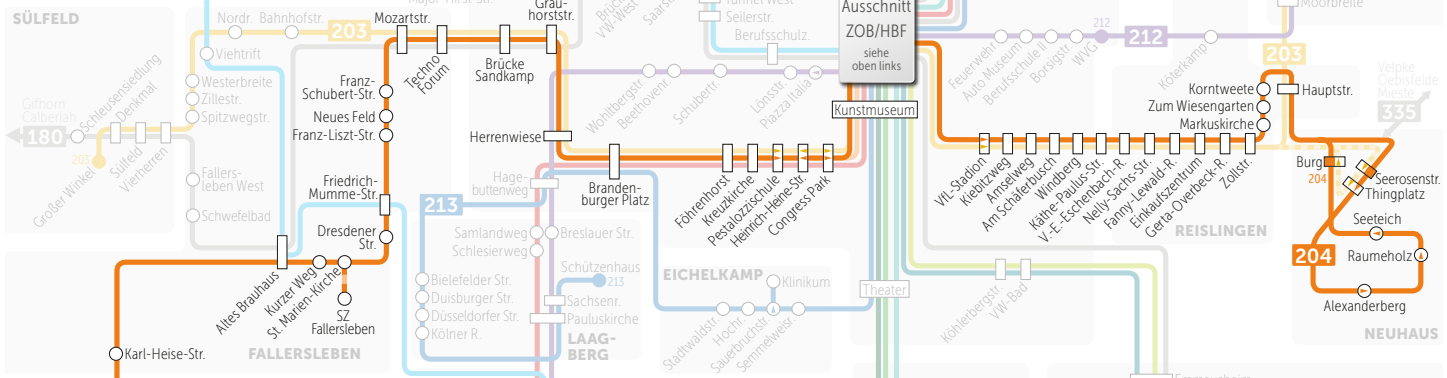 SÜLFELD
Nordr.
Bahnhofstr.
203
Mozartstr.
Grau-
horststr.
Viehtrift
Westerbreite
Zillestr.
Spitzwegstr.
Gifhorn
Calberlah
180
Schleusensiedlung
Denkmal
Sülfeld
Vierherren
203
Großer Winkel
Fallers-
leben West
Schwefelbad
Franz-
Schubert-Str.
Neues Feld
Franz-Liszt-Str.
Friedrich-
Mumme-Str.
Dresdener
Str.
Altes Brauhaus
Kurzer Weg
St. Marien-Kirche
SZ
Fallersleben
Karl-Heise-Str.
FALLERSLEBEN
Techno
Forum
Brücke
Sandkamp
Herrenwiese
Hage-
buttenweg
213
Samlandweg
Schlesierweg
Breslauer Str.
Bielefelder Str.
Duisburger Str.
Düsseldorfer Str.
Kölner R.
Schützenhaus
213
Sachsenr.
Pauluskirche
LAAG-
BERG
Branden-
burger Platz
Wohltbergstr.
Beethovenr.
Schubertr.
Lönsstr.
Piazza Italia
VW-West
Seilerstr.
Berufsschulz.
Ausschnitt
ZOB/HBF
siehe
oben links
Kunstmuseum
Föhrenhorst
Kreuzkirche
Pestalozzischule
Heinrich-Heine-Str.
Congress Park
EICHELKAMP
Klinikum
Stadtwaldstr.
Hochr.
Sauerbruchstr.
Semmelweisr.
Theater
Köhlerbergstr.
VW-Bad
Feuerwehr
Auto Museum
Berufsschule II
Borsigstr.
WVG
212
212
Köterkamp
Moorbreite
203
Velpke
Oebisfelde
Mieste
335
Korntweete
Zum Wiesengarten
Markuskirche
Hauptstr.
VfL-Stadion
Kiebitzweg
Amselweg
Am Schäferbusch
Windberg
Käthe-Paulus-Str.
V.-E.-Eschenbach-R.
Nelly-Sachs-Str.
Fanny-Lewald-R.
Einkaufszentrum
Gerta-Overbeck-R.
Zollstr.
REISLINGEN
Burg
204
Seerosenstr.
Thingplatz
Seeteich
204
Raumeholz
Alexanderberg
NEUHAUS